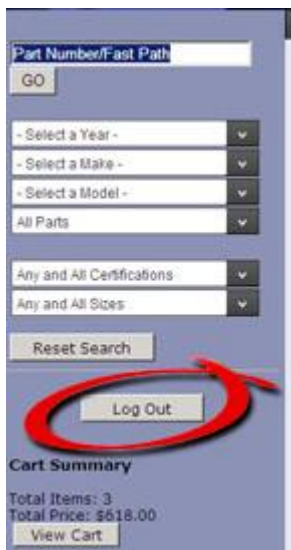 Part Number/Fast Path
GO
- Select a Year -
- Select a Make -
- Select a Model -
All Parts
Any and All Certifications
Any and All Sizes
Reset Search
Log Out
Cart Summary
Total Items: 3
Total Price: $618.00
View Cart